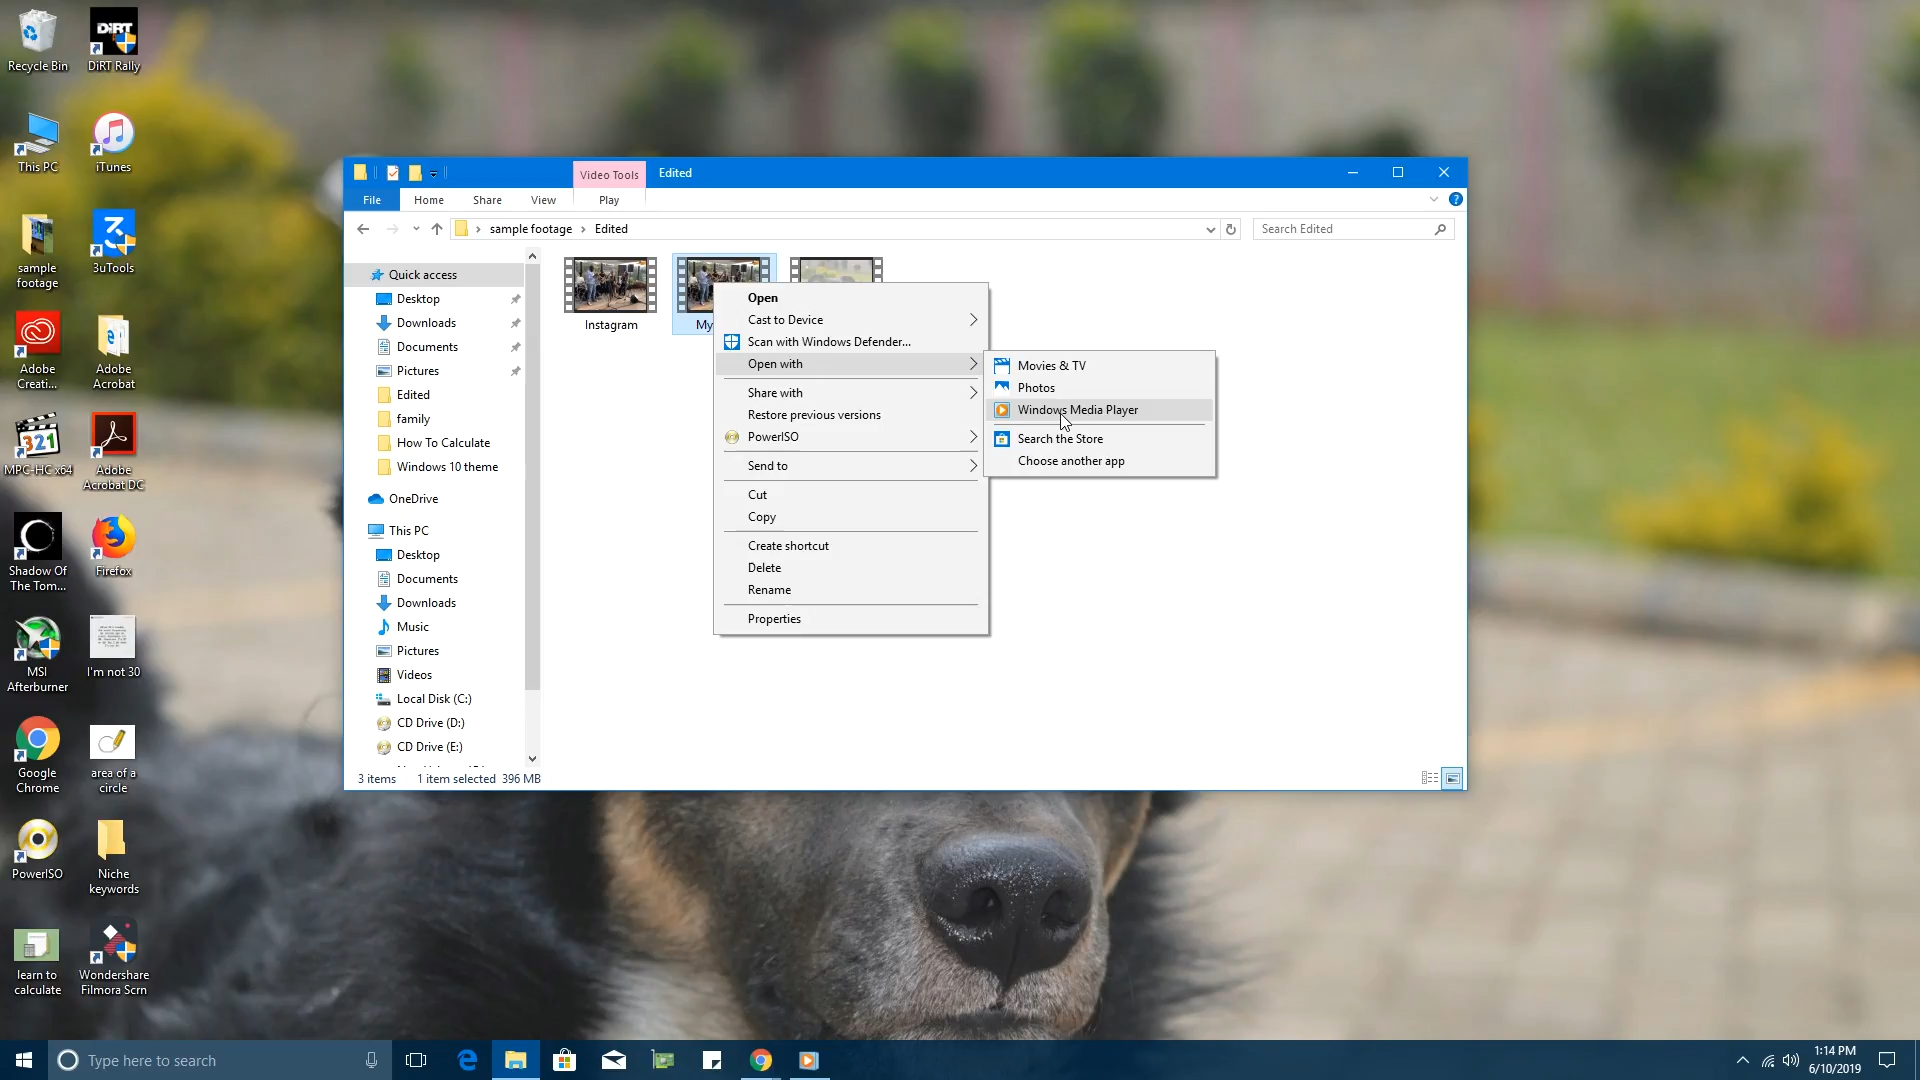 Recycle Bin
DiRT Rally
This PC
iTunes
sample
footage
3uTools
Adobe
Creati...
Adobe
Acrobat
MPC-HC x64
Adobe
Acrobat DC
Shadow Of
The Tom...
Firefox
MSI
Afterburner
I'm not 30
Google
Chrome
area of a
circle
PowerISO
Niche
keywords
learn to
calculate
Wondershare
Filmora Scrn
Video Tools
Edited
File
Home
Share
View
Play
sample footage
Edited
Search Edited
Quick access
Desktop
Downloads
Documents
Pictures
Edited
family
How To Calculate
Windows 10 theme
OneDrive
This PC
Desktop
Documents
Downloads
Music
Pictures
Videos
Local Disk (C:)
CD Drive (D:)
CD Drive (E:)
Instagram
My
Open
Cast to Device
Scan with Windows Defender...
Open with
Share with
Restore previous versions
PowerISO
Send to
Cut
Copy
Create shortcut
Delete
Rename
Properties
Movies & TV
Photos
Windows Media Player
Search the Store
Choose another app
3 items
1 item selected 396 MB
Type here to search
1:14 PM
6/10/2019